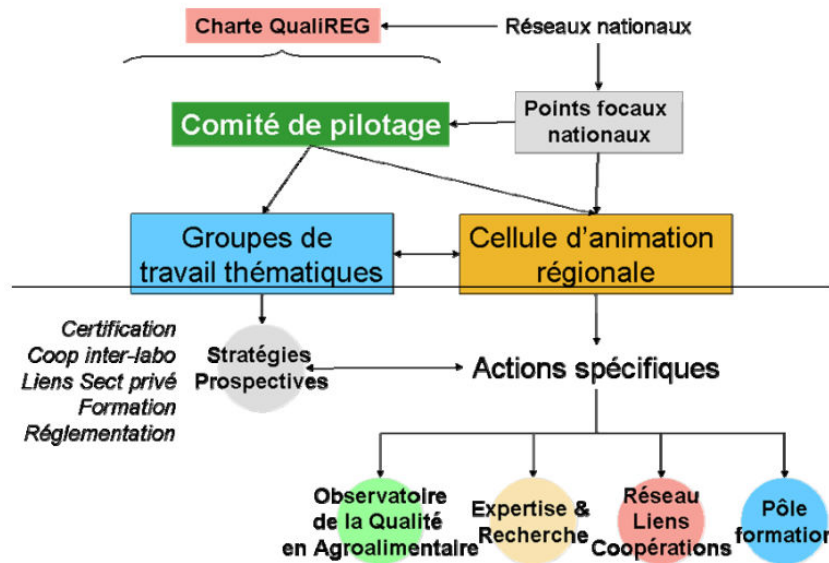 Charte QualiREG
Réseaux nationaux
Points focaux
nationaux
Comité de pilotage
Groupes de
travail thématiques
Cellule d'animation
régionale
Certification
Coop inter-labo
Liens Sect privé
Formation
Réglementation
Stratégies
Prospectives
Actions spécifiques
Observatoire
de la Qualité
en Agroalimentaire
Expertise &
Recherche
Réseau
Liens
Coopérations
Pôle
formation